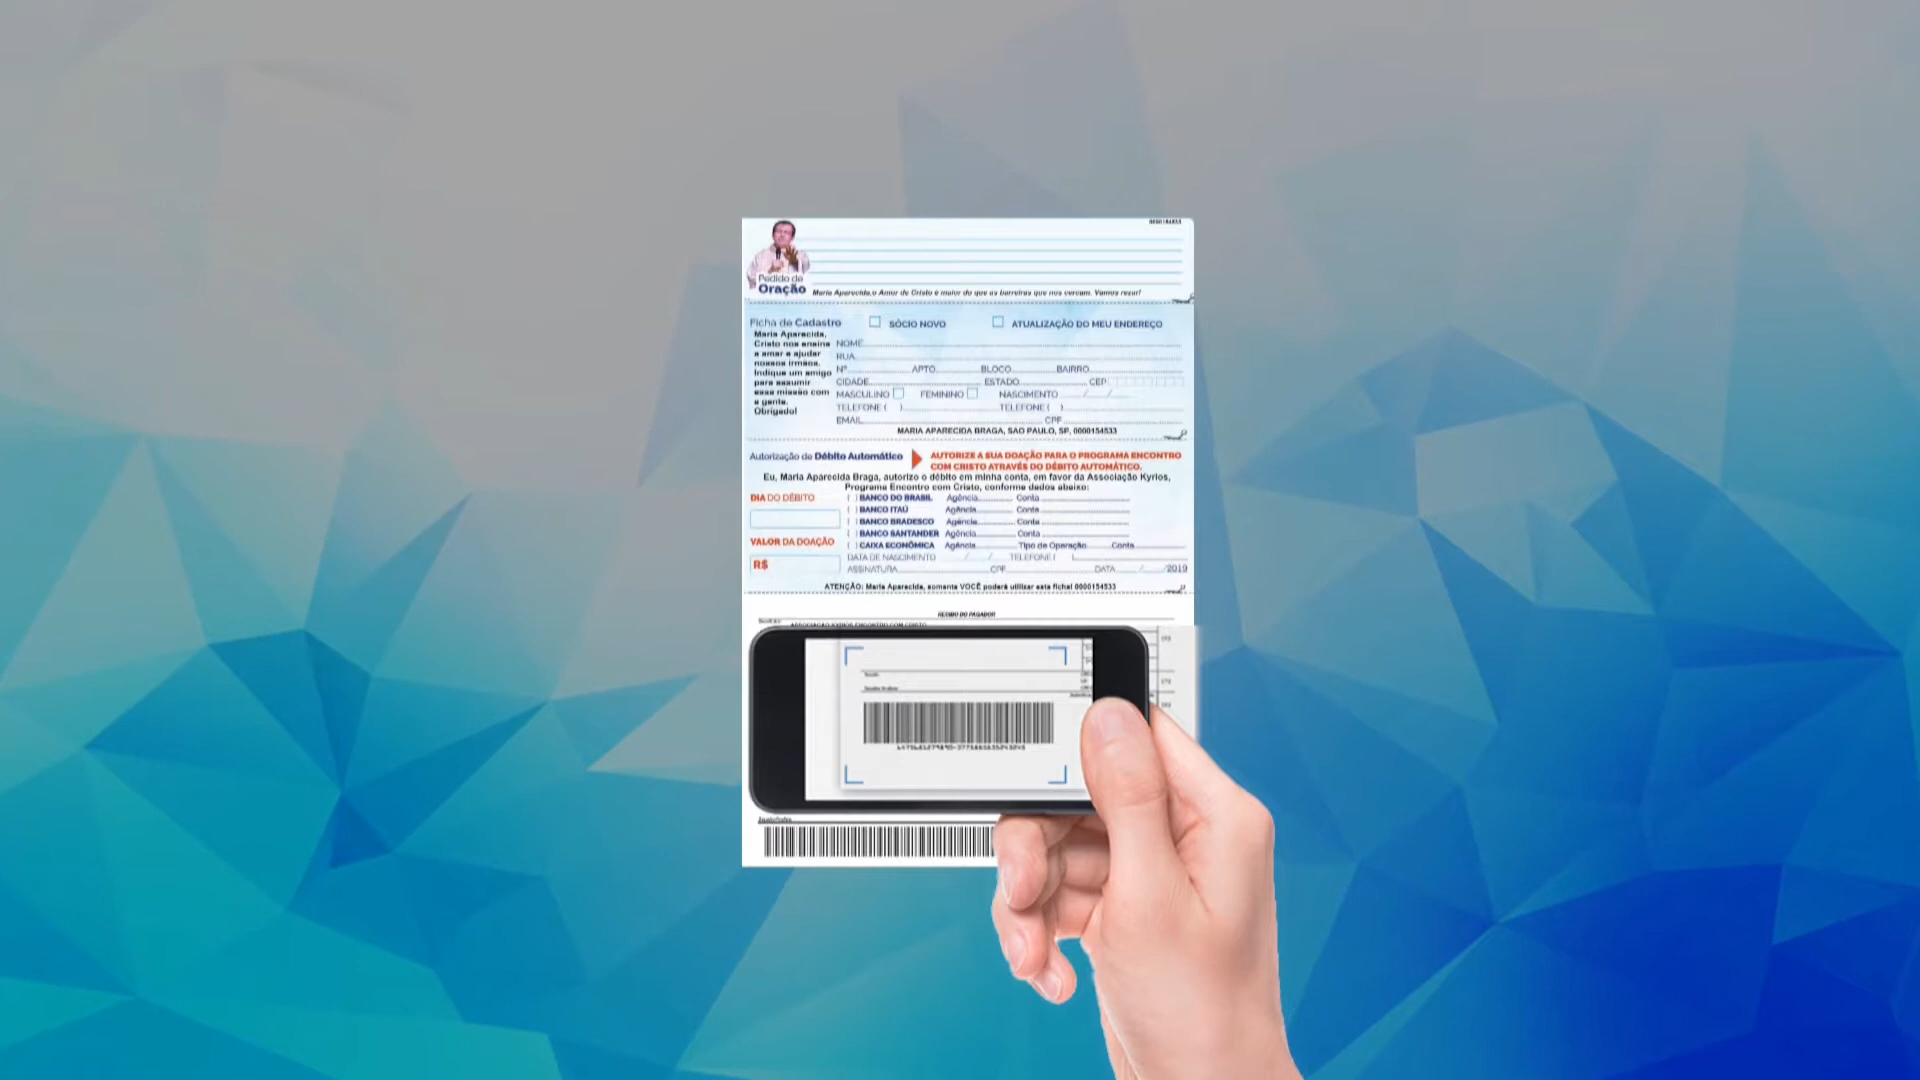 0000154533
Pedido de
Oração
Maria Aparecida,o Amor de Cristo é maior do que as barreiras que nos cercam. Vamos rezar!
Ficha de Cadastro
SÓCIO NOVO
ATUALIZAÇÃO DO MEU ENDEREÇO
Maria Aparecida,
Cristo nos ensina
a amar e ajudar
nossos irmãos.
Indique um amigo
para assumir
essa missão com
a gente.
Obrigado!
NOME
RUA
Nº APTO. BLOCO BAIRRO
CIDADE ESTADO CEP
MASCULINO FEMININO NASCIMENTO / /
TELEFONE ( ) TELEFONE ( )
EMAIL CPF
MARIA APARECIDA BRAGA, SAO PAULO, SP, 0000154533
Autorização de Débito Automático
AUTORIZE A SUA DOAÇÃO PARA O PROGRAMA ENCONTRO
COM CRISTO ATRAVÉS DO DÉBITO AUTOMÁTICO.
Eu, Maria Aparecida Braga, autorizo o débito em minha conta, em favor da Associação Kyrios,
Programa Encontro com Cristo, conforme dados abaixo:
DIA DO DÉBITO
VALOR DA DOAÇÃO
R$
( ) BANCO DO BRASIL Agência Conta
( ) BANCO ITAÚ Agência Conta
( ) BANCO BRADESCO Agência Conta
( ) BANCO SANTANDER Agência Conta
( ) CAIXA ECONÔMICA Agência Tipo de Operação Conta
DATA DE NASCIMENTO / / TELEFONE (
ASSINATURA CPF DATA / /2019
ATENÇÃO: Maria Aparecida, somente VOCÊ poderá utilizar esta ficha! 0000154533
RECIBO DO PAGADOR
ASSOCIACAO KYRIOS ENCONTRO COM CRISTO